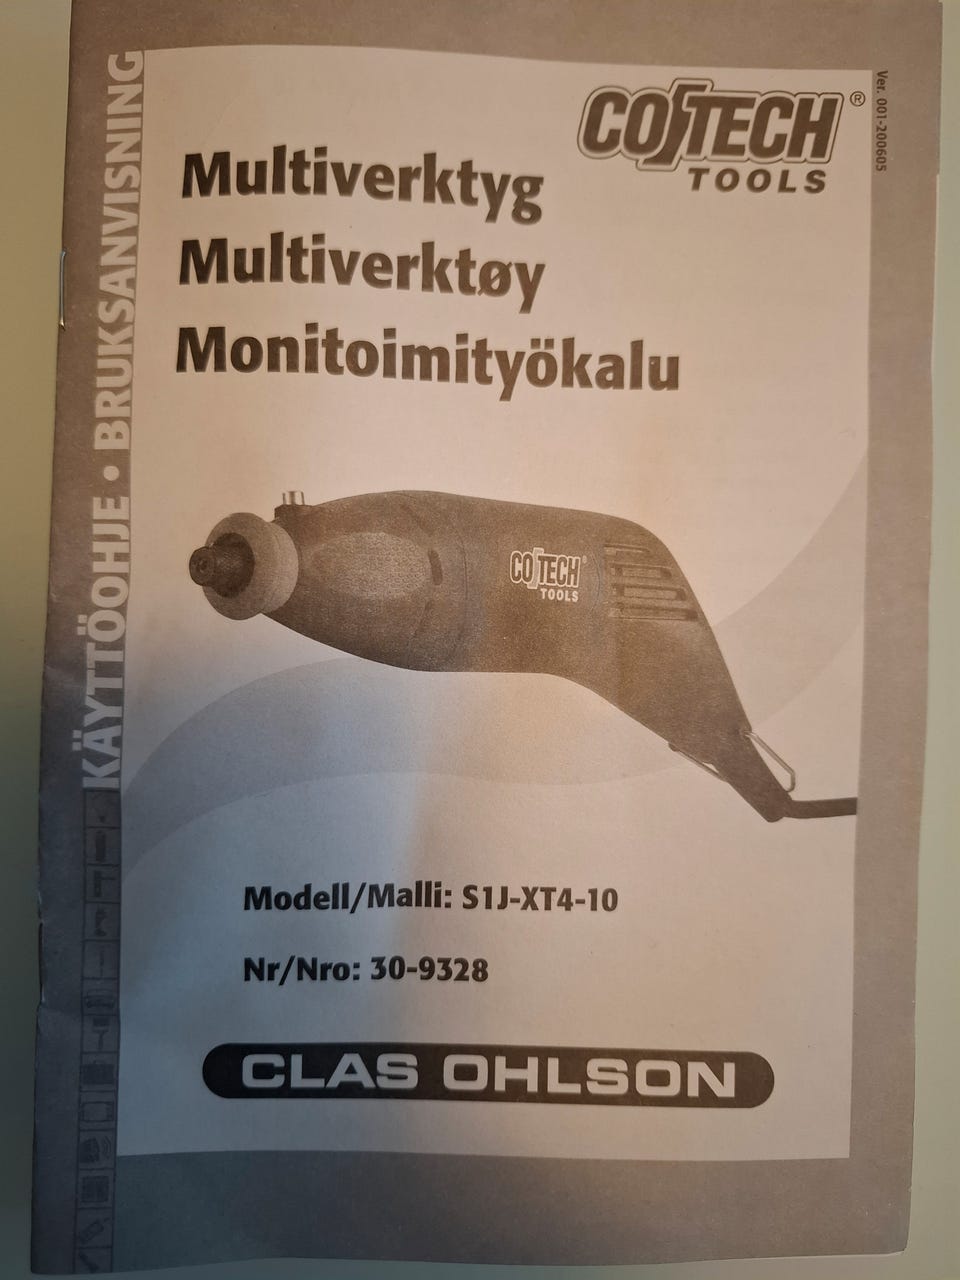 COTECH®
TOOLS
Ver. 001-200605
Multiverktyg
Multiverktøy
Monitoimityökalu
KÄYTTÖOHJE • BRUKSANVISNING
COTECH®
TOOLS
Modell/Malli: S1J-XT4-10
Nr/Nro: 30-9328
CLAS OHLSON